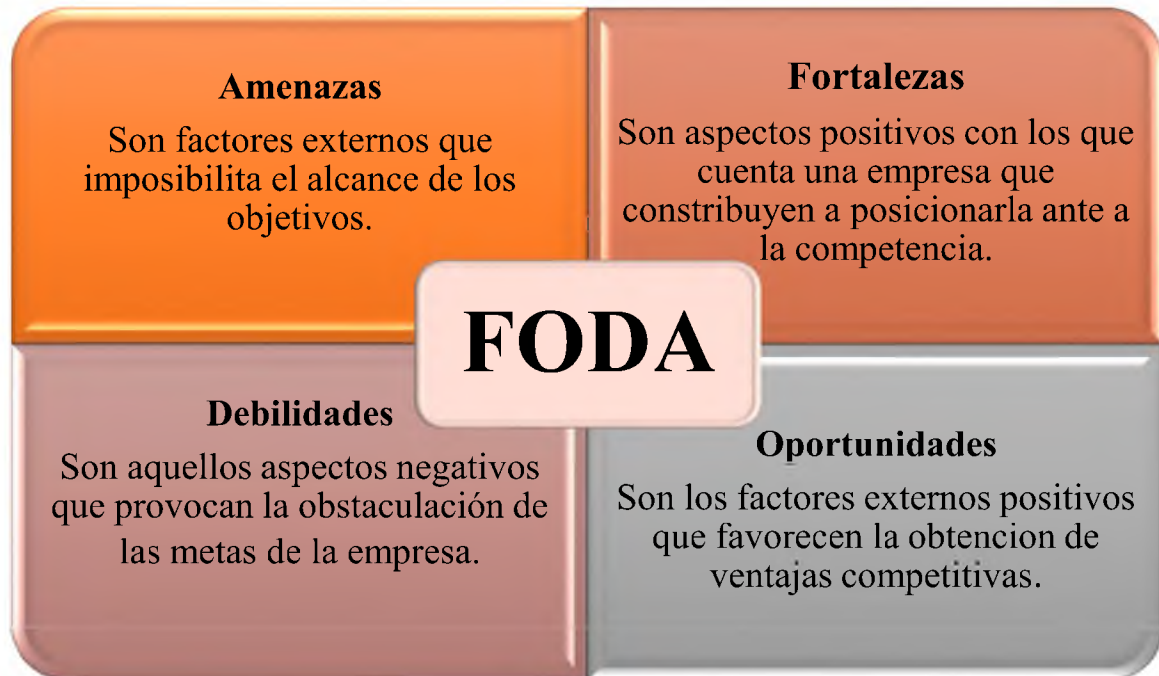 Amenazas
Son factores externos que
imposibilita el alcance de los
objetivos.
Fortalezas
Son aspectos positivos con los que
cuenta una empresa que
constribuyen a posicionarla ante a
la competencia.
FODA
Debilidades
Son aquellos aspectos negativos
que provocan la obstaculación de
las metas de la empresa.
Oportunidades
Son los factores externos positivos
que favorecen la obtencion de
ventajas competitivas.